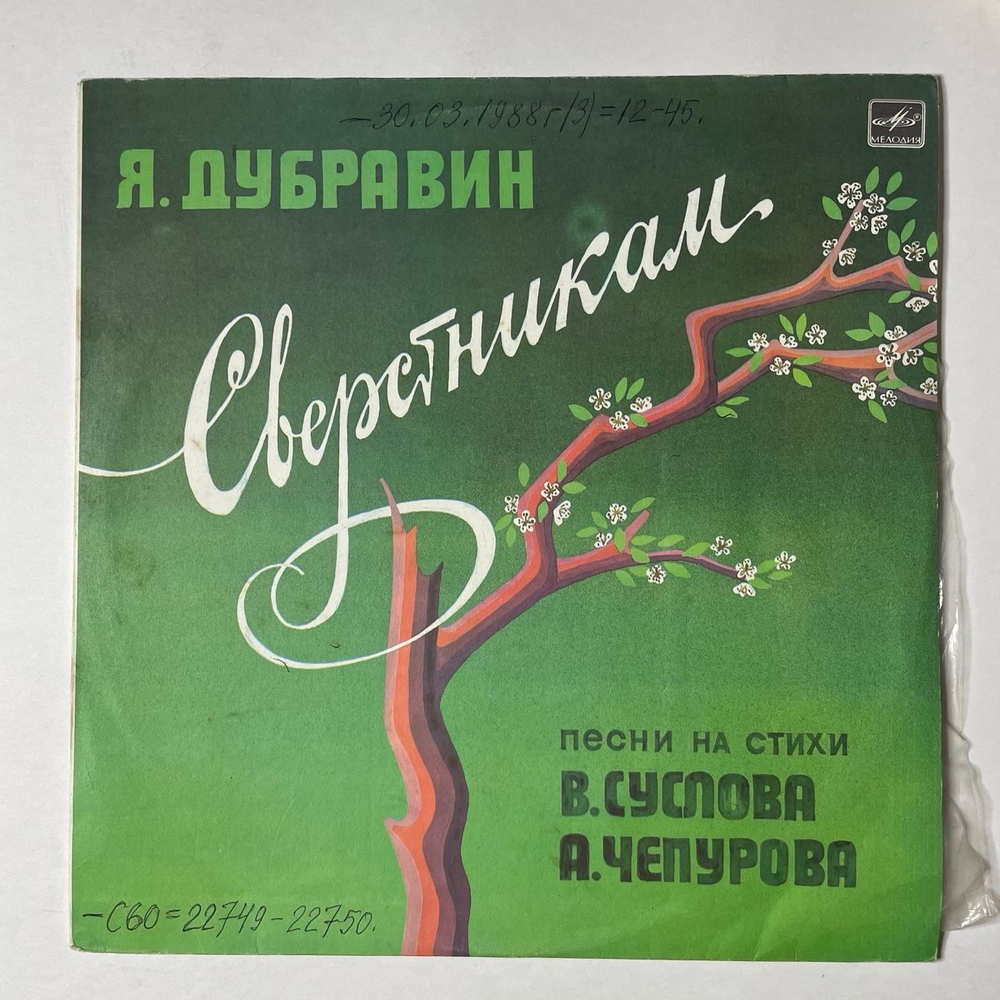 –30.03.1988г/3)=12-45.
МЕЛОДИЯ
Я. ДУБРАВИН
Сверстникам
ПЕСНИ НА СТИХИ
В. СУСЛОВА
А. ЧЕПУРОВА
–С60=22749-22750.